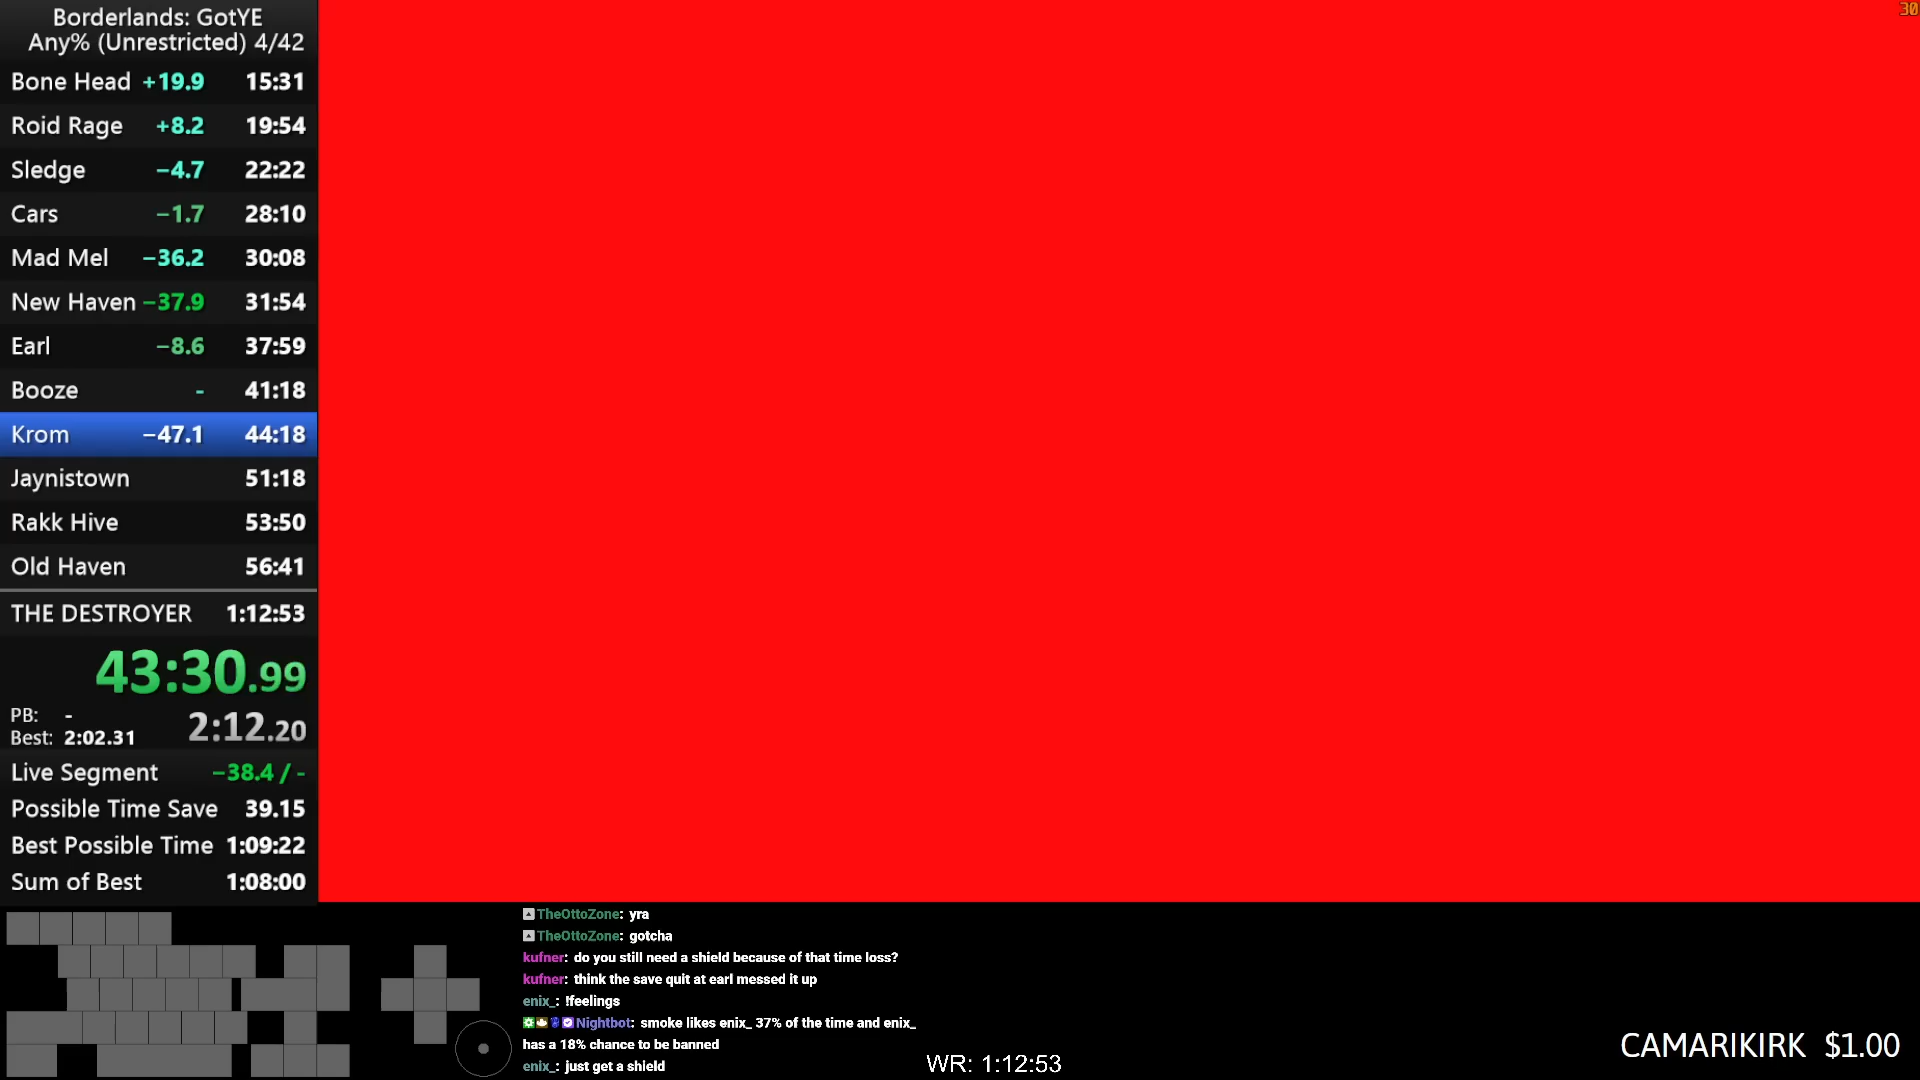 Borderlands: GotYE
Any% (Unrestricted) 4/42
Bone Head +19.9 15:31
Roid Rage +8.2 19:54
Sledge −4.7 22:22
Cars −1.7 28:10
Mad Mel −36.2 30:08
New Haven −37.9 31:54
Earl −8.6 37:59
Booze - 41:18
Krom −47.1 44:18
Jaynistown 51:18
Rakk Hive 53:50
Old Haven 56:41
THE DESTROYER 1:12:53
43:30.99
PB: -
Best: 2:02.31 2:12.20
Live Segment −38.4 / -
Possible Time Save 39.15
Best Possible Time 1:09:22
Sum of Best 1:08:00
30
TheOttoZone: yra
TheOttoZone: gotcha
kufner: do you still need a shield because of that time loss?
kufner: think the save quit at earl messed it up
enix_: !feelings
Nightbot: smoke likes enix_ 37% of the time and enix_
has a 18% chance to be banned
enix_: just get a shield
WR: 1:12:53
CAMARIKIRK $1.00